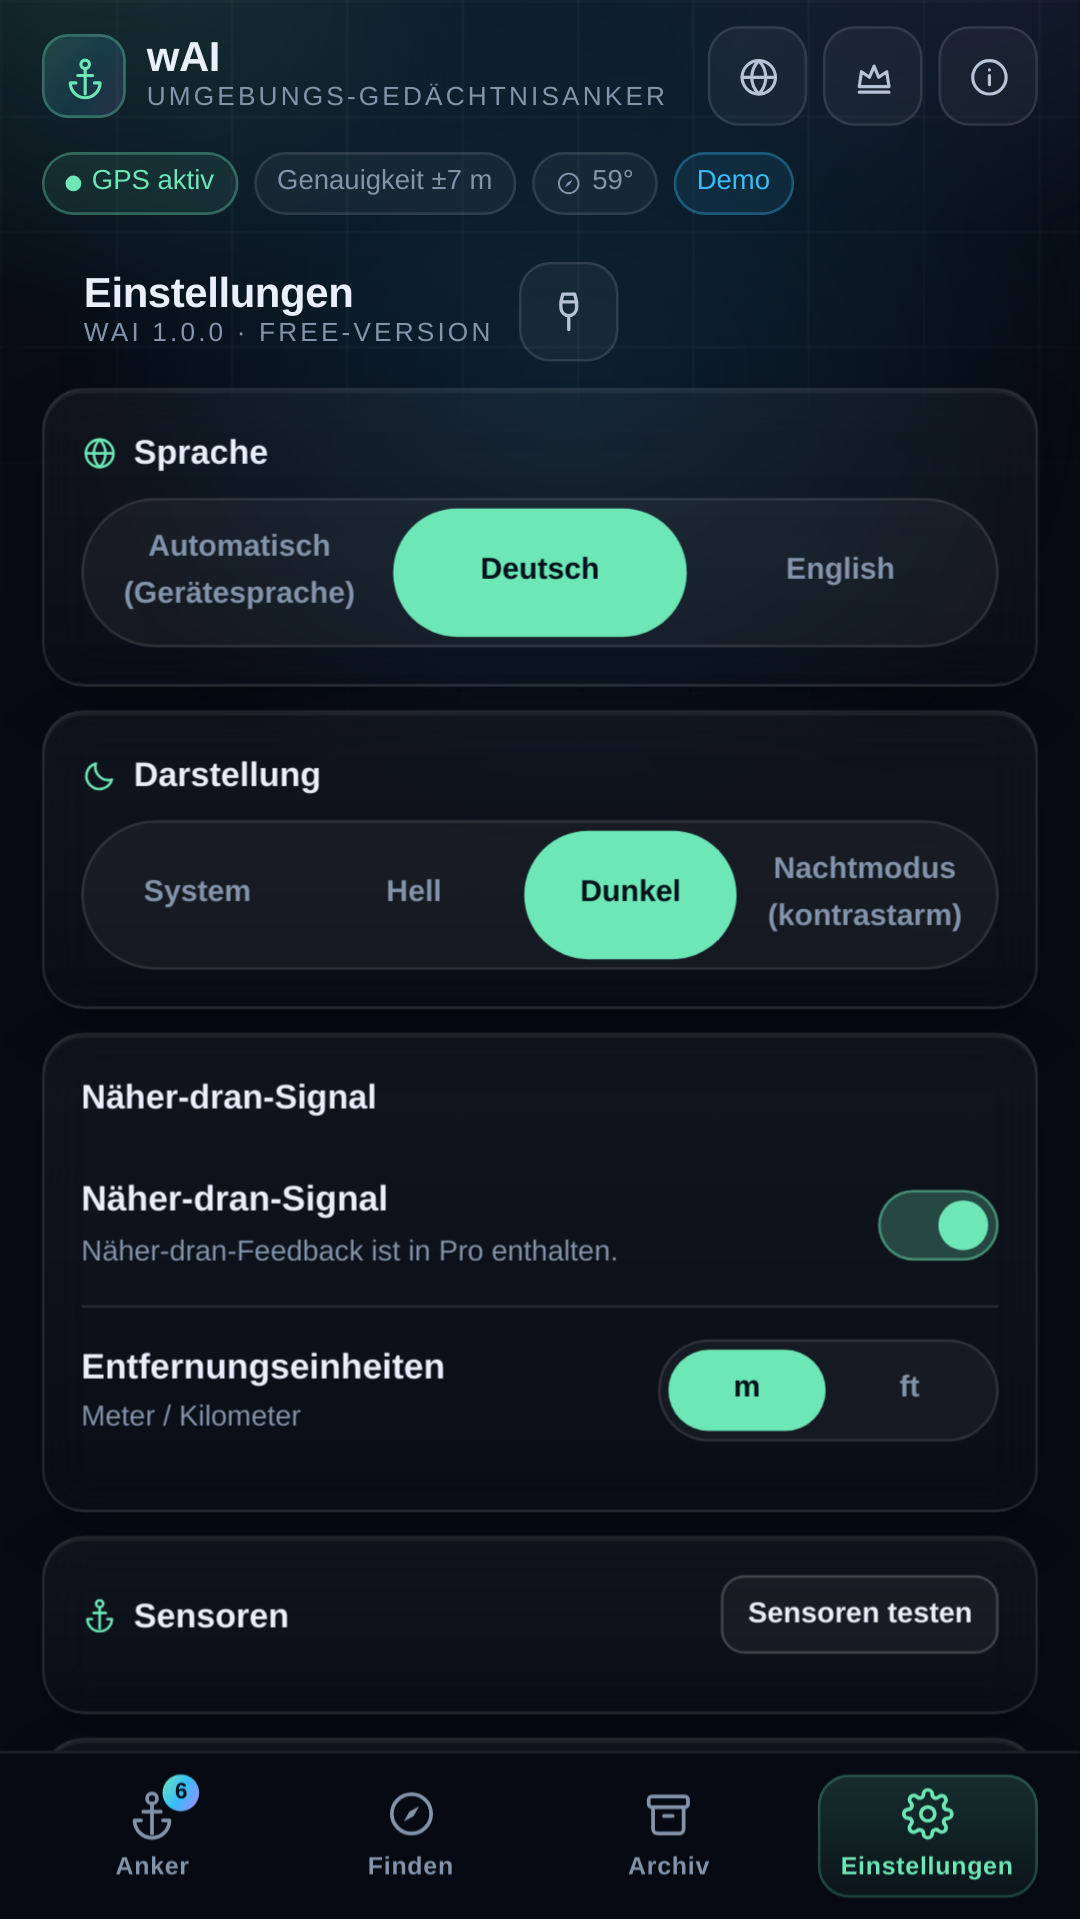 wAI
UMGEBUNGS-GEDÄCHTNISANKER
GPS aktiv
Genauigkeit ±7 m
59°
Demo
Einstellungen
WAI 1.0.0 · FREE-VERSION
Sprache
Automatisch
(Gerätesprache)
Deutsch
English
Darstellung
System
Hell
Dunkel
Nachtmodus
(kontrastarm)
Näher-dran-Signal
Näher-dran-Signal
Näher-dran-Feedback ist in Pro enthalten.
Entfernungseinheiten
Meter / Kilometer
m
ft
Sensoren
Sensoren testen
6
Anker
Finden
Archiv
Einstellungen